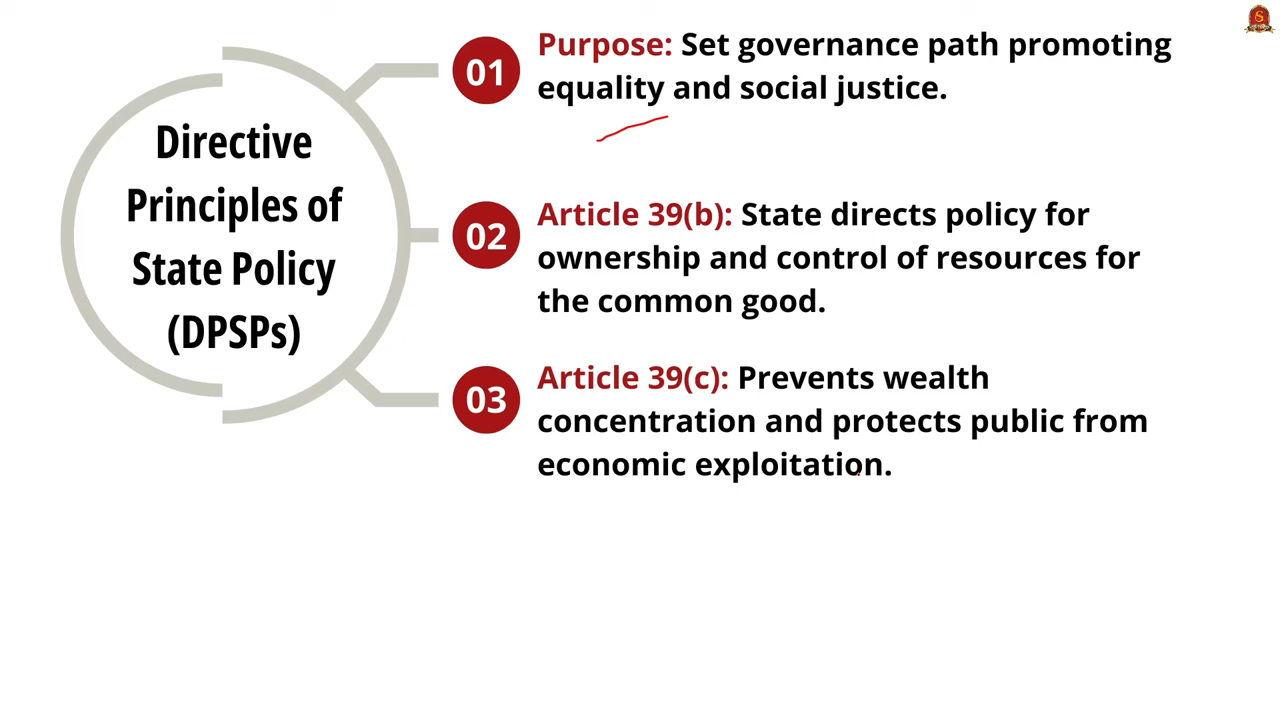 Directive
Principles of
State Policy
(DPSPs)
01
Purpose: Set governance path promoting
equality and social justice.
02
Article 39(b): State directs policy for
ownership and control of resources for
the common good.
03
Article 39(c): Prevents wealth
concentration and protects public from
economic exploitation.